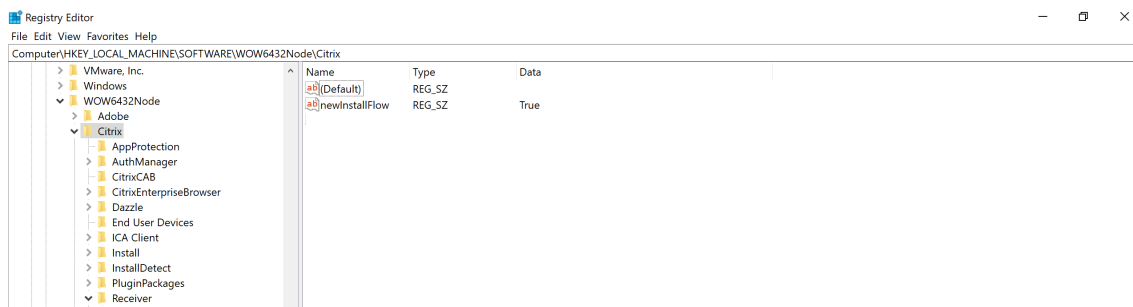 Registry Editor
File Edit View Favorites Help
Computer\HKEY_LOCAL_MACHINE\SOFTWARE\WOW6432Node\Citrix
VMware, Inc.
Windows
WOW6432Node
Adobe
Citrix
AppProtection
AuthManager
CitrixCAB
CitrixEnterpriseBrowser
Dazzle
End User Devices
ICA Client
Install
InstallDetect
PluginPackages
Receiver
Name Type Data
ab (Default) REG_SZ
ab newInstallFlow REG_SZ True